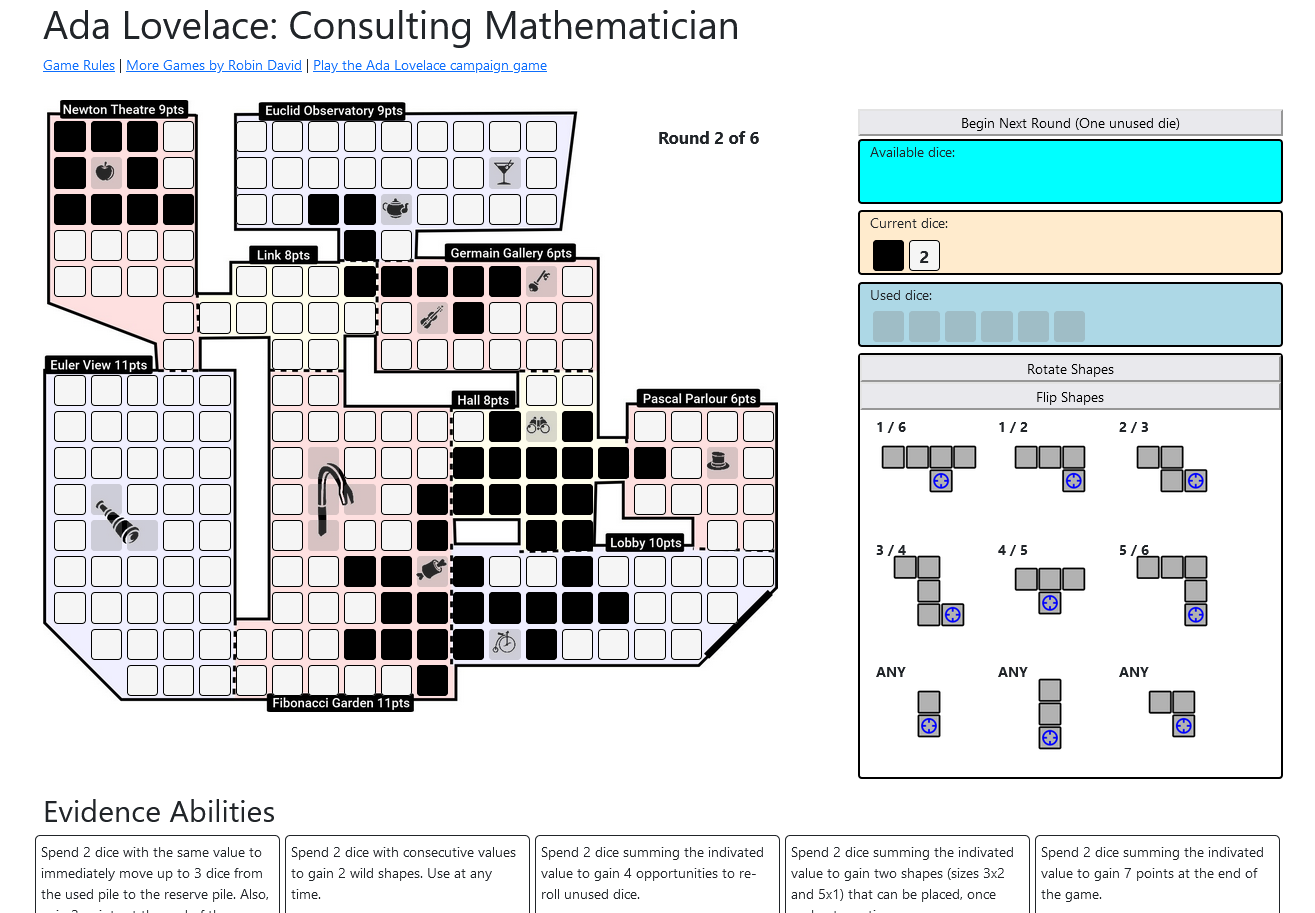 Ada Lovelace: Consulting Mathematician
Game Rules | More Games by Robin David | Play the Ada Lovelace campaign game
Newton Theatre 9pts
Euclid Observatory 9pts
Round 2 of 6
Link 8pts
Germain Gallery 6pts
Euler View 11pts
Hall 8pts
Pascal Parlour 6pts
Lobby 10pts
Fibonacci Garden 11pts
Begin Next Round (One unused die)
Available dice:
Current dice:
2
Used dice:
Rotate Shapes
Flip Shapes
1 / 6
1 / 2
2 / 3
3 / 4
4 / 5
5 / 6
ANY
ANY
ANY
Evidence Abilities
Spend 2 dice with the same value to
immediately move up to 3 dice from
the used pile to the reserve pile. Also,
Spend 2 dice with consecutive values
to gain 2 wild shapes. Use at any
time.
Spend 2 dice summing the indivated
value to gain 4 opportunities to re-
roll unused dice.
Spend 2 dice summing the indivated
value to gain two shapes (sizes 3x2
and 5x1) that can be placed, once
Spend 2 dice summing the indivated
value to gain 7 points at the end of
the game.